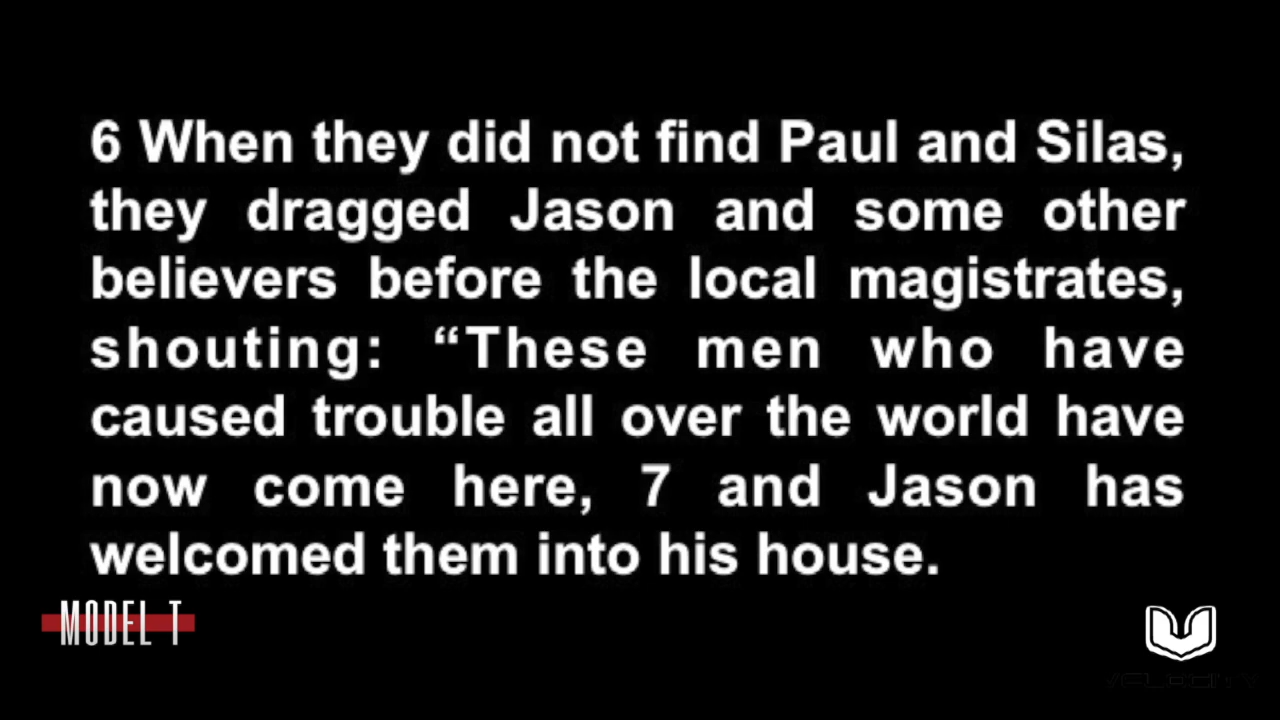 6 When they did not find Paul and Silas,
they dragged Jason and some other
believers before the local magistrates,
shouting: “These men who have
caused trouble all over the world have
now come here, 7 and Jason has
welcomed them into his house.
MODEL T
VELOCITY